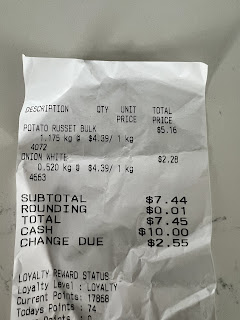 DESCRIPTION QTY UNIT TOTAL
PRICE PRICE
POTATO RUSSET BULK $5.16
1.175 kg @ $4.39/ 1 kg
4072
ONION WHITE $2.28
0.520 kg @ $4.39/ 1 kg
4663
SUBTOTAL $7.44
ROUNDING $0.01
TOTAL $7.45
CASH $10.00
CHANGE DUE $2.55
LOYALTY REWARD STATUS
Loyalty Level : LOYALTY
Current Points: 17868
Todays Points : 74
Points